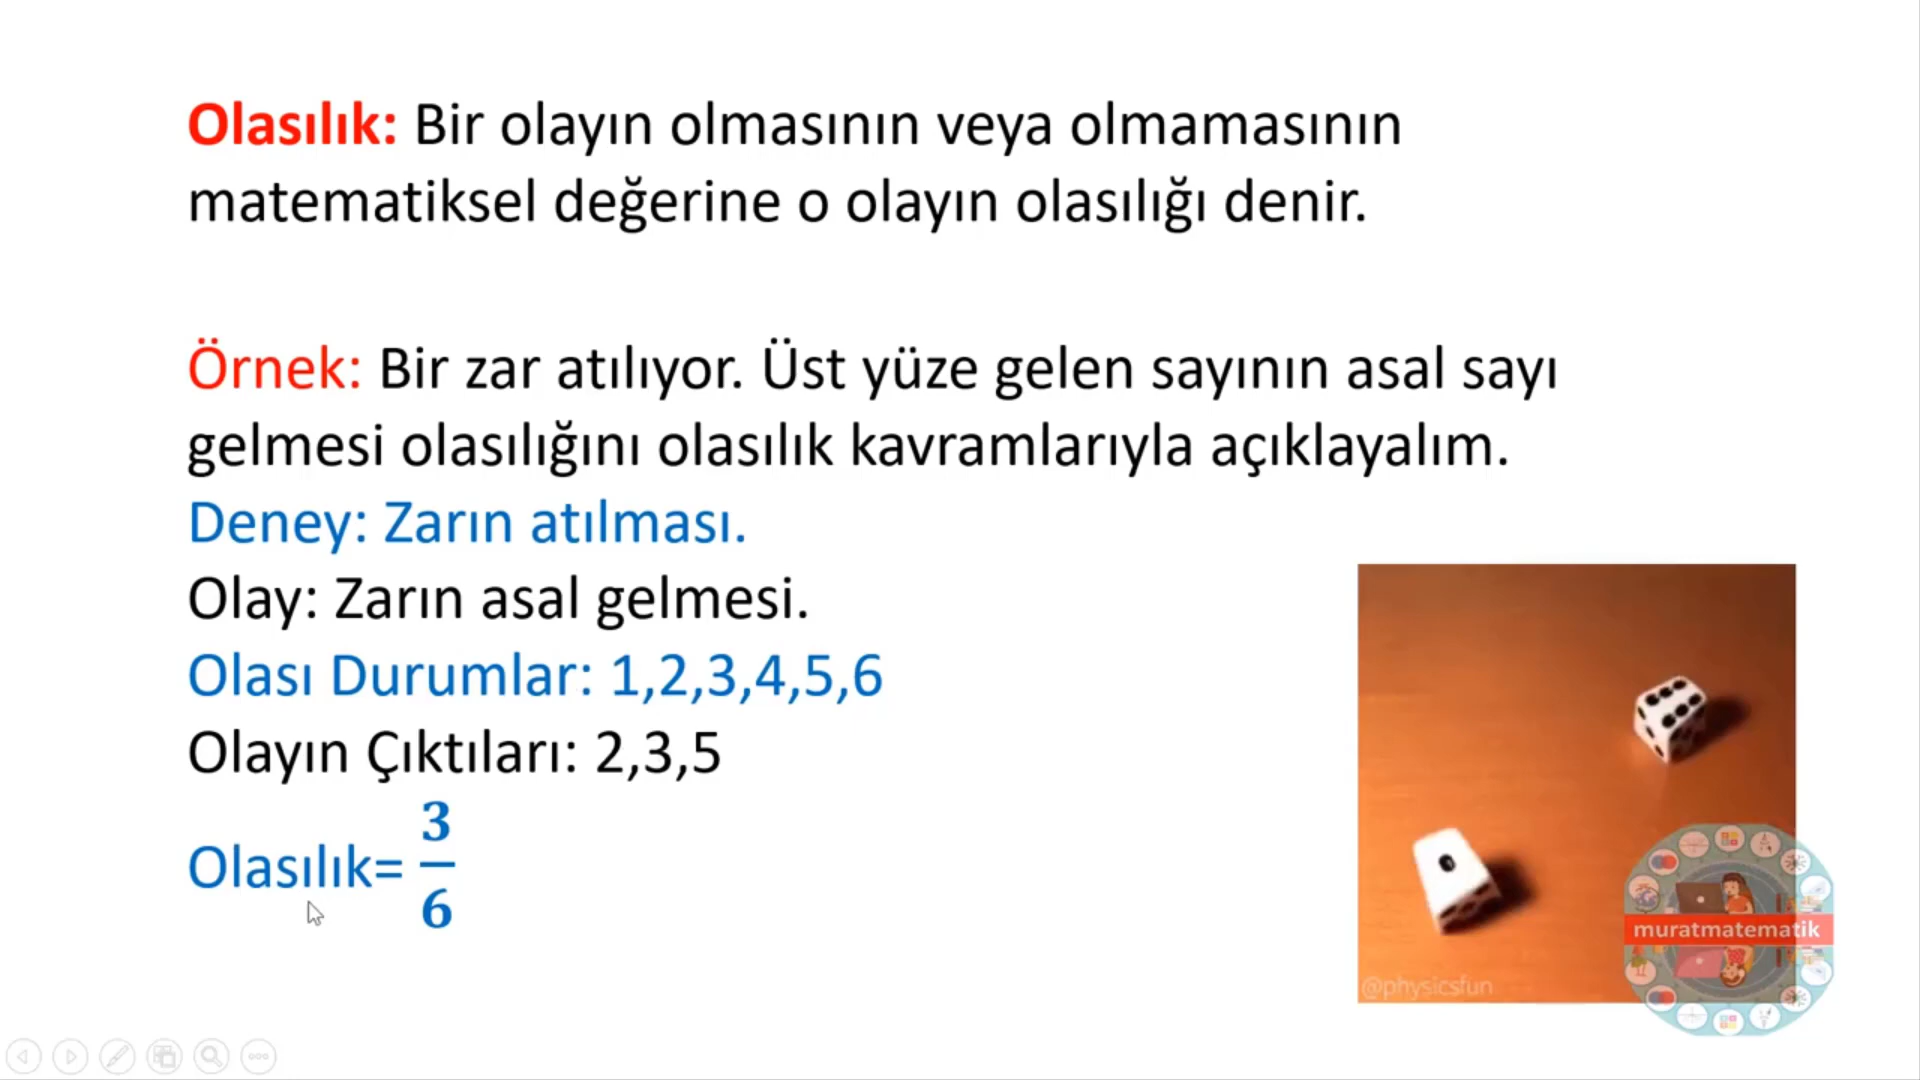 Olasılık: Bir olayın olmasının veya olmamasının
matematiksel değerine o olayın olasılığı denir.
Örnek: Bir zar atılıyor. Üst yüze gelen sayının asal sayı
gelmesi olasılığını olasılık kavramlarıyla açıklayalım.
Deney: Zarın atılması.
Olay: Zarın asal gelmesi.
Olası Durumlar: 1,2,3,4,5,6
Olayın Çıktıları: 2,3,5
Olasılık= 3/6
@physicsfun
muratmatematik